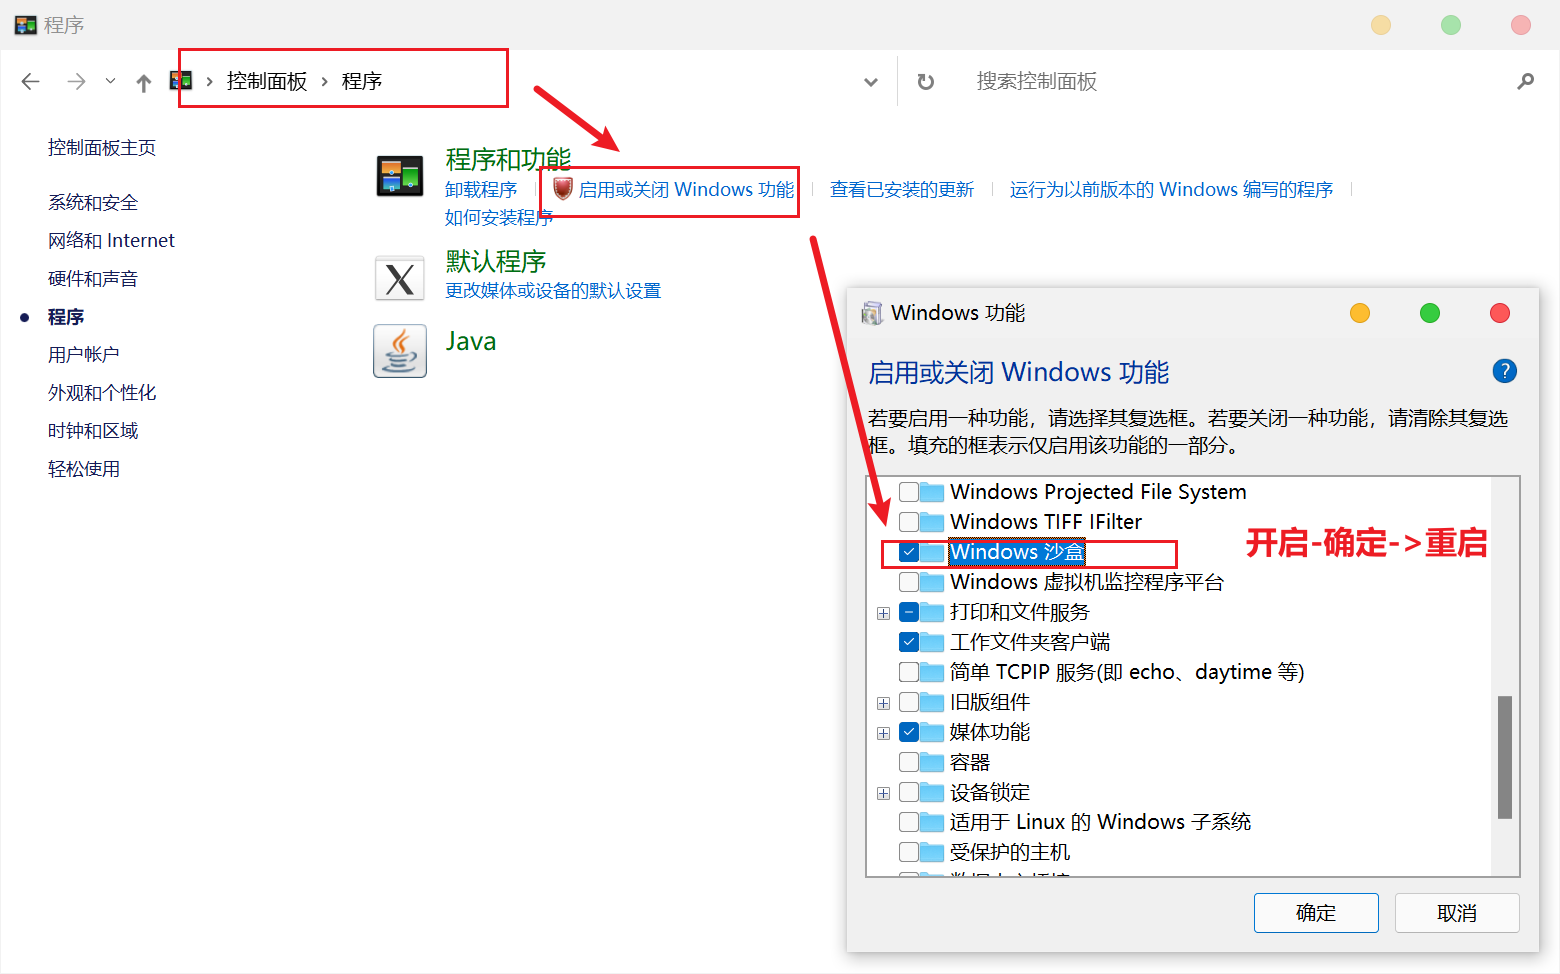 程序
控制面板 › 程序
搜索控制面板
控制面板主页
系统和安全
网络和 Internet
硬件和声音
程序
用户帐户
外观和个性化
时钟和区域
轻松使用
程序和功能
卸载程序
启用或关闭 Windows 功能
查看已安装的更新
运行为以前版本的 Windows 编写的程序
如何安装程序
默认程序
更改媒体或设备的默认设置
Java
Windows 功能
启用或关闭 Windows 功能
?
若要启用一种功能，请选择其复选框。若要关闭一种功能，请清除其复选
框。填充的框表示仅启用该功能的一部分。
Windows Projected File System
Windows TIFF IFilter
Windows 沙盒
开启-确定->重启
Windows 虚拟机监控程序平台
打印和文件服务
工作文件夹客户端
简单 TCPIP 服务(即 echo、daytime 等)
旧版组件
媒体功能
容器
设备锁定
适用于 Linux 的 Windows 子系统
受保护的主机
确定
取消